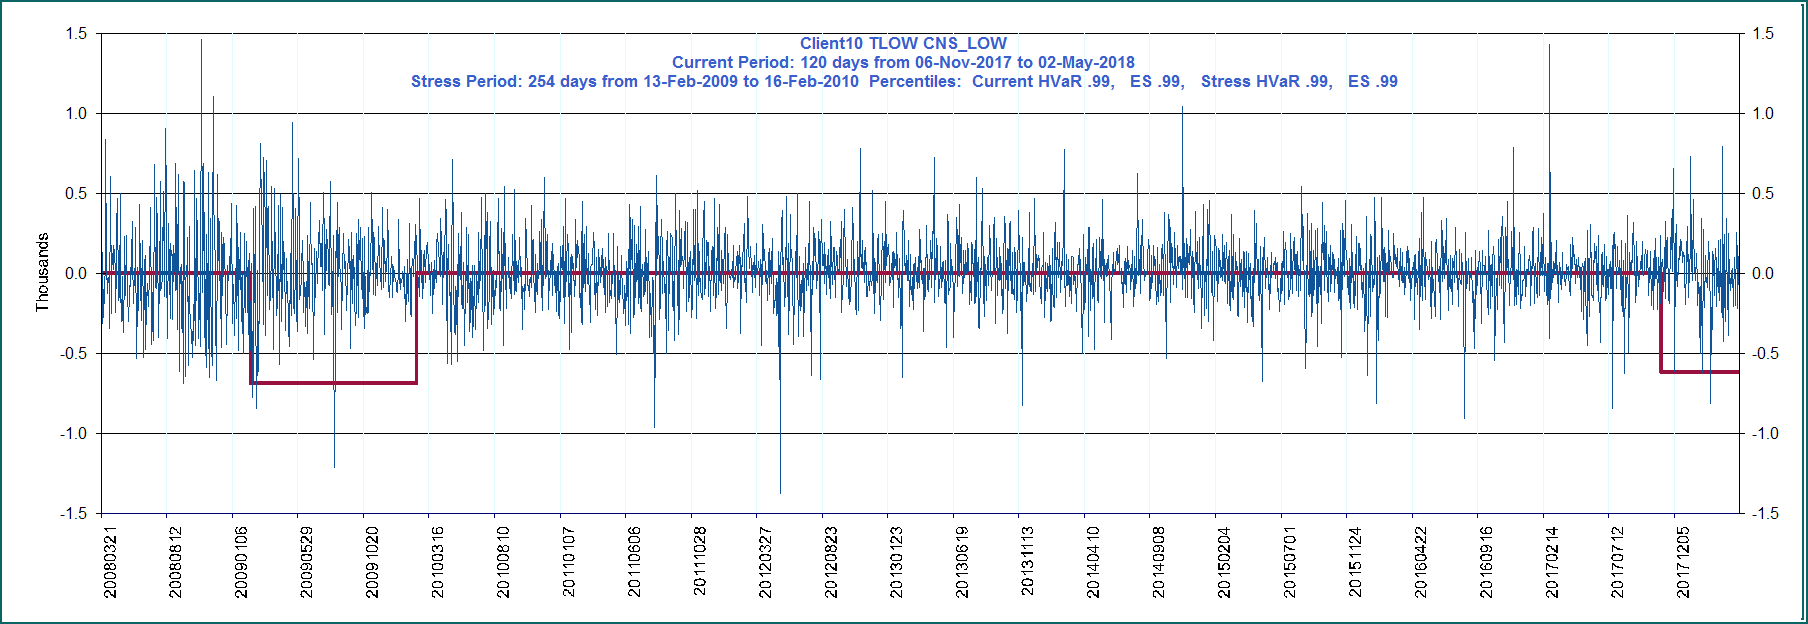 Client10 TLOW CNS_LOW
Current Period: 120 days from 06-Nov-2017 to 02-May-2018
Stress Period: 254 days from 13-Feb-2009 to 16-Feb-2010 Percentiles: Current HVaR .99, ES .99, Stress HVaR .99, ES .99
1.5 1.5
1.0 1.0
0.5 0.5
0.0 0.0
-0.5 -0.5
-1.0 -1.0
-1.5 -1.5
Thousands
20080321 20080812 20090106 20090529 20091020 20100316 20100810 20110107 20110606 20111028 20120327 20120823 20130123 20130619 20131113 20140410 20140908 20150204 20150701 20151124 20160422 20160916 20170214 20170712 20171205